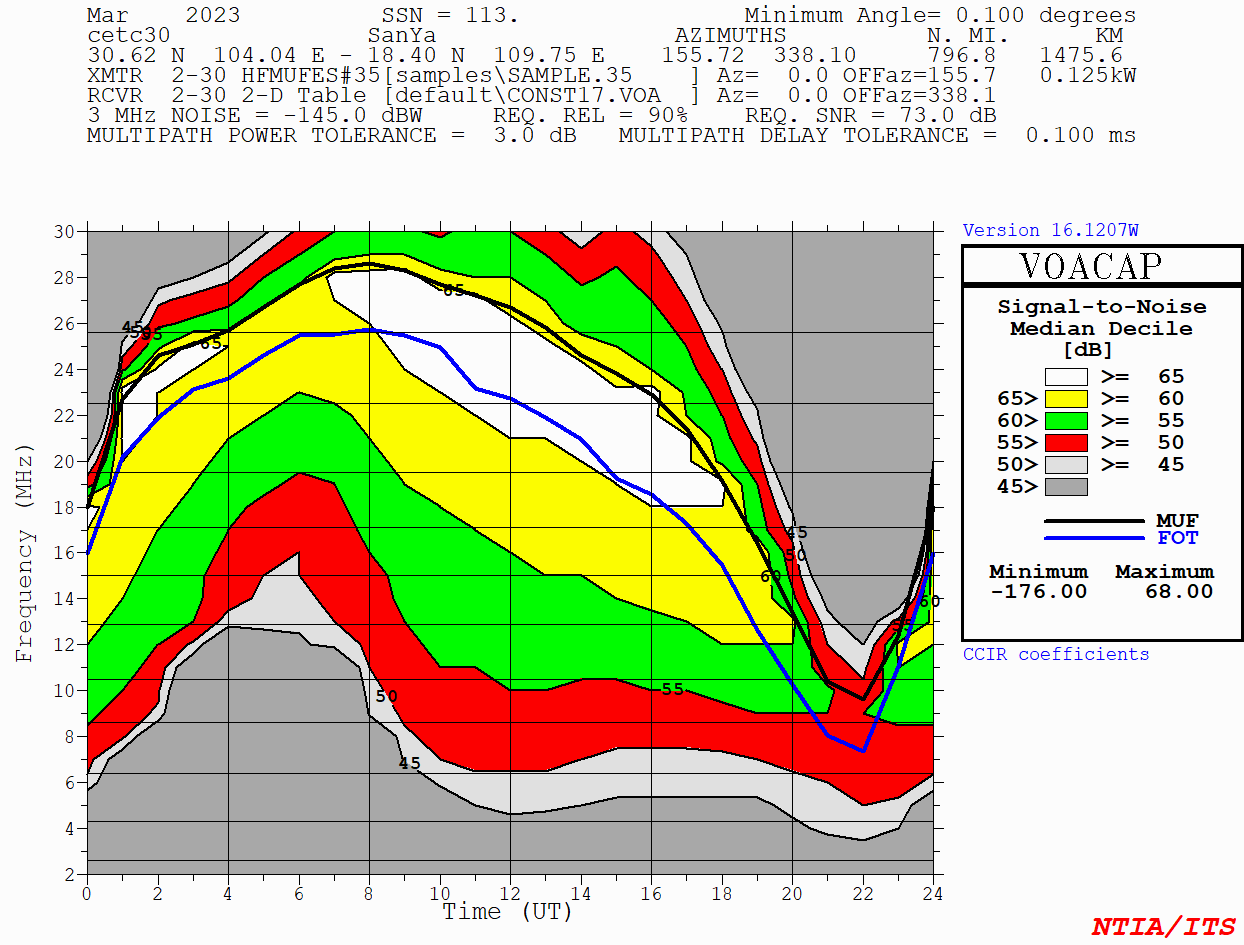 Mar    2023          SSN = 113.                Minimum Angle= 0.100 degrees
cetc30              SanYa                 AZIMUTHS          N. MI.      KM
30.62 N  104.04 E - 18.40 N  109.75 E    155.72  338.10     796.8   1475.6
XMTR  2-30 HFMUFES#35[samples\SAMPLE.35    ] Az=  0.0 OFFaz=155.7   0.125kW
RCVR  2-30 2-D Table [default\CONST17.VOA  ] Az=  0.0 OFFaz=338.1
3 MHz NOISE = -145.0 dBW     REQ. REL = 90%    REQ. SNR = 73.0 dB
MULTIPATH POWER TOLERANCE =  3.0 dB   MULTIPATH DELAY TOLERANCE =  0.100 ms
Version 16.1207W
VOACAP
Signal-to-Noise
Median Decile
[dB]
>= 65
65> >= 60
60> >= 55
55> >= 50
50> >= 45
45>
MUF
FOT
Minimum Maximum
-176.00 68.00
CCIR coefficients
Frequency (MHz)
30
28
26
24
22
20
18
16
14
12
10
8
6
4
2
45
55
65
65
45
50
60
60
55
55
50
45
0 2 4 6 8 10 12 14 16 18 20 22 24
Time (UT)
NTIA/ITS